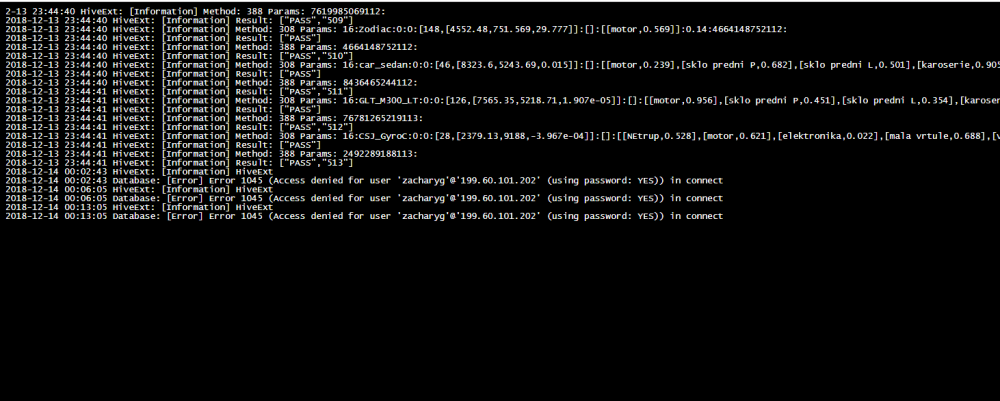 2-13 23:44:40 HiveExt: [Information] Method: 388 Params: 7619985069112:
2018-12-13 23:44:40 HiveExt: [Information] Result: ["PASS","509"]
2018-12-13 23:44:40 HiveExt: [Information] Method: 308 Params: 16:Zodiac:0:0:[148,[4552.48,751.569,29.777]]:[]:[[motor,0.569]]:0.14:4664148752112:
2018-12-13 23:44:40 HiveExt: [Information] Result: ["PASS"]
2018-12-13 23:44:40 HiveExt: [Information] Method: 388 Params: 4664148752112:
2018-12-13 23:44:40 HiveExt: [Information] Result: ["PASS","510"]
2018-12-13 23:44:40 HiveExt: [Information] Method: 308 Params: 16:car_sedan:0:0:[46,[8323.6,5243.69,0.015]]:[]:[[motor,0.239],[sklo predni P,0.682],[sklo predni L,0.501],[karoserie,0.905
2018-12-13 23:44:40 HiveExt: [Information] Result: ["PASS"]
2018-12-13 23:44:40 HiveExt: [Information] Method: 388 Params: 8436465244112:
2018-12-13 23:44:41 HiveExt: [Information] Result: ["PASS","511"]
2018-12-13 23:44:41 HiveExt: [Information] Method: 308 Params: 16:GLT_M300_LT:0:0:[126,[7565.35,5218.71,1.907e-05]]:[]:[[motor,0.956],[sklo predni P,0.451],[sklo predni L,0.354],[karos
2018-12-13 23:44:41 HiveExt: [Information] Result: ["PASS"]
2018-12-13 23:44:41 HiveExt: [Information] Method: 388 Params: 76781265219113:
2018-12-13 23:44:41 HiveExt: [Information] Result: ["PASS","512"]
2018-12-13 23:44:41 HiveExt: [Information] Method: 308 Params: 16:CSJ_GyroC:0:0:[28,[2379.13,9188,-3.967e-04]]:[]:[[NEtrup,0.528],[motor,0.621],[elektronika,0.022],[mala vrtule,0.688],[v
2018-12-13 23:44:41 HiveExt: [Information] Result: ["PASS"]
2018-12-13 23:44:41 HiveExt: [Information] Method: 388 Params: 2492289188113:
2018-12-13 23:44:41 HiveExt: [Information] Result: ["PASS","513"]
2018-12-14 00:02:43 HiveExt: [Information] HiveExt
2018-12-14 00:02:43 Database: [Error] Error 1045 (Access denied for user 'zacharyg'@'199.60.101.202' (using password: YES)) in connect
2018-12-14 00:06:05 HiveExt: [Information] HiveExt
2018-12-14 00:06:05 Database: [Error] Error 1045 (Access denied for user 'zacharyg'@'199.60.101.202' (using password: YES)) in connect
2018-12-14 00:13:05 HiveExt: [Information] HiveExt
2018-12-14 00:13:05 Database: [Error] Error 1045 (Access denied for user 'zacharyg'@'199.60.101.202' (using password: YES)) in connect